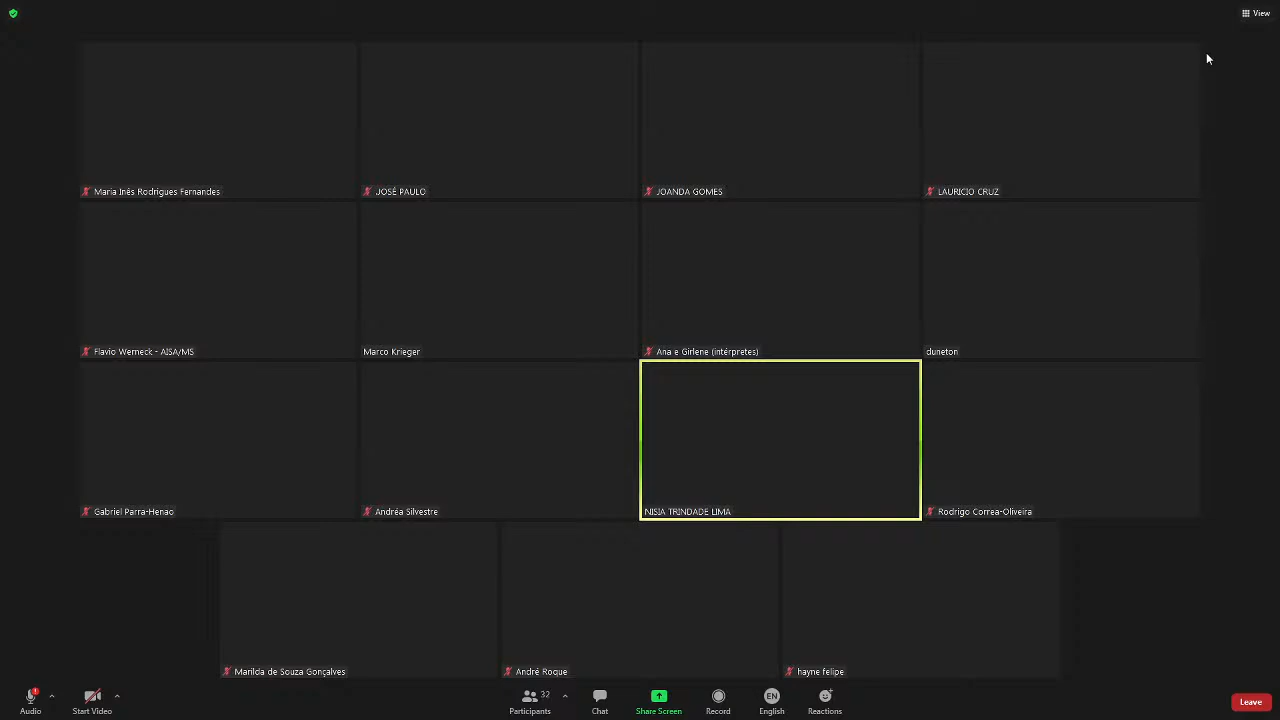 View
Maria Inês Rodrigues Fernandes
JOSÉ PAULO
JOANDA GOMES
LAURICIO CRUZ
Flavio Werneck - AISA/MS
Marco Krieger
Ana e Girlene (intérpretes)
duneton
Gabriel Parra-Henao
Andréa Silvestre
NISIA TRINDADE LIMA
Rodrigo Correa-Oliveira
Marilda de Souza Gonçalves
André Roque
hayne felipe
Audio
Start Video
32
Participants
Chat
Share Screen
Record
EN
English
Reactions
Leave